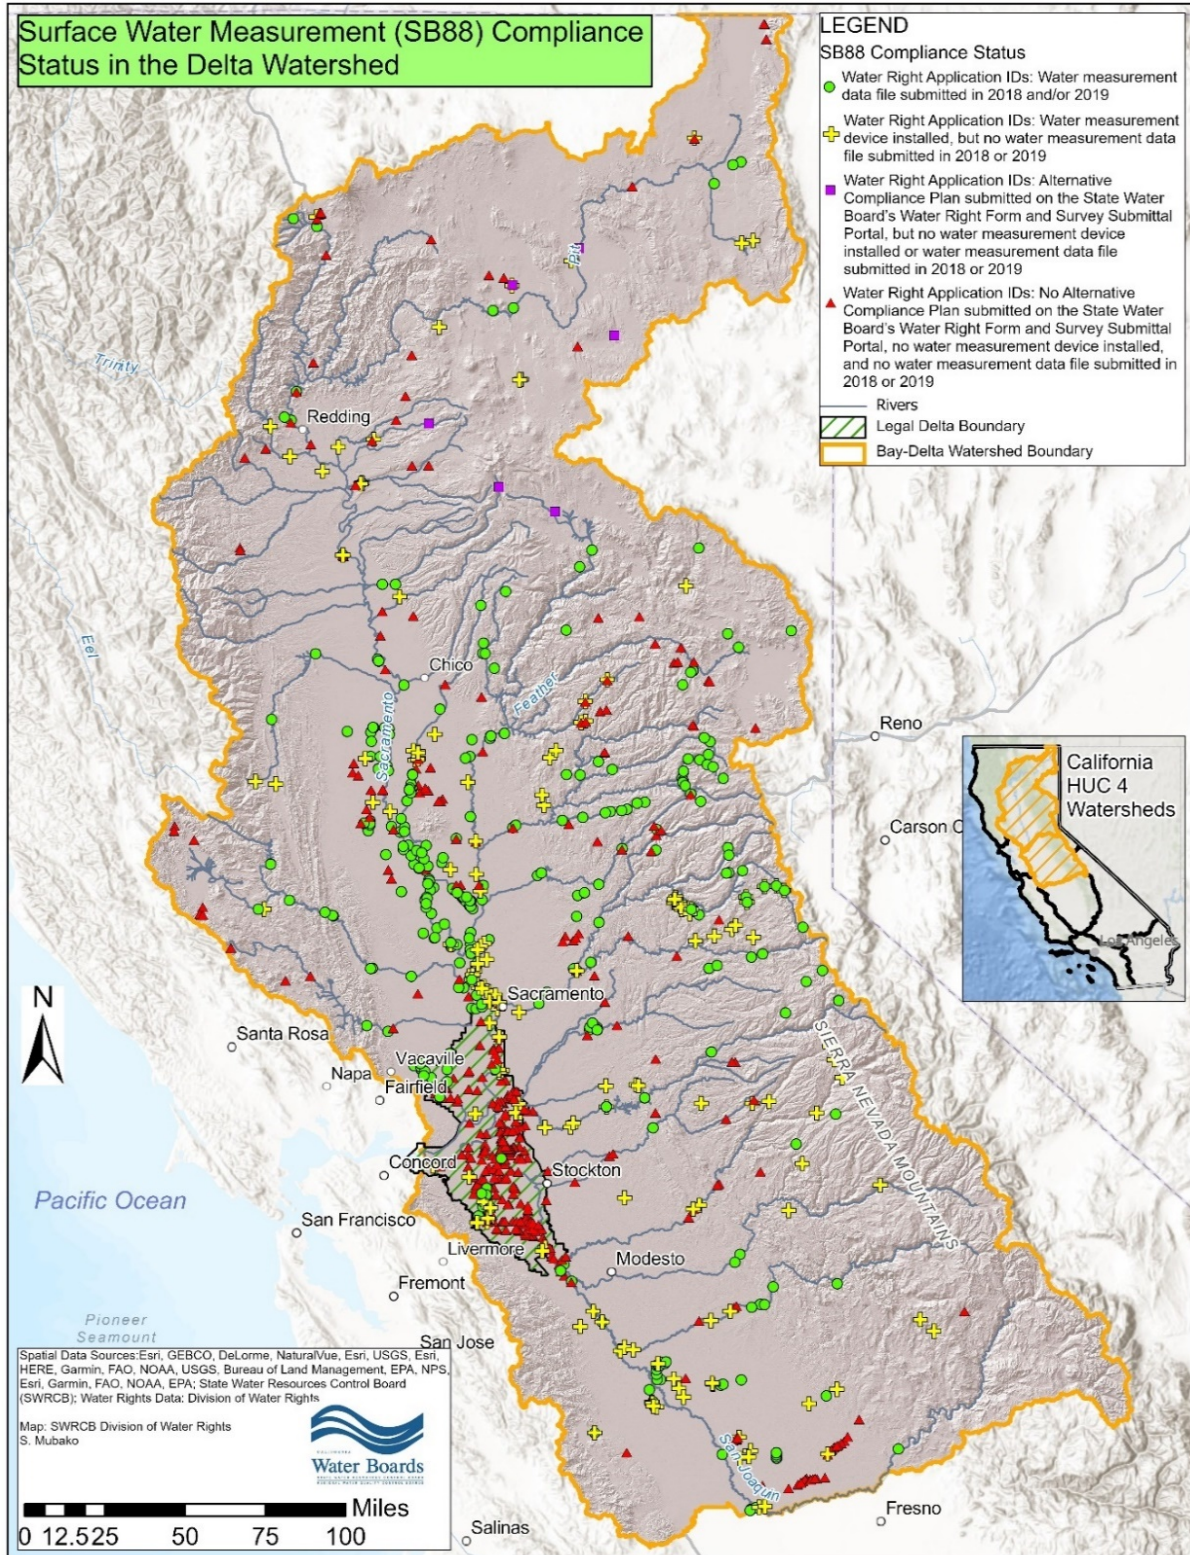 Surface Water Measurement (SB88) Compliance
Status in the Delta Watershed
LEGEND
SB88 Compliance Status
Water Right Application IDs: Water measurement
data file submitted in 2018 and/or 2019
Water Right Application IDs: Water measurement
device installed, but no water measurement data
file submitted in 2018 or 2019
Water Right Application IDs: Alternative
Compliance Plan submitted on the State Water
Board's Water Right Form and Survey Submittal
Portal, but no water measurement device
installed or water measurement data file
submitted in 2018 or 2019
Water Right Application IDs: No Alternative
Compliance Plan submitted on the State Water
Board's Water Right Form and Survey Submittal
Portal, no water measurement device installed,
and no water measurement data file submitted in
2018 or 2019
Rivers
Legal Delta Boundary
Bay-Delta Watershed Boundary
Pit
Trinity
Redding
Eel
Chico
Sacramento
Feather
Reno
Carson C
California
HUC 4
Watersheds
Los Angeles
N
Sacramento
Santa Rosa
Vacaville
Napa
Fairfield
SIERRA NEVADA MOUNTAINS
Concord
Stockton
Pacific Ocean
San Francisco
Livermore
Modesto
Fremont
Pioneer
Seamount
San Jose
San Joaquin
Fresno
Salinas
Spatial Data Sources:Esri, GEBCO, DeLorme, NaturalVue, Esri, USGS, Esri,
HERE, Garmin, FAO, NOAA, USGS, Bureau of Land Management, EPA, NPS,
Esri, Garmin, FAO, NOAA, EPA; State Water Resources Control Board
(SWRCB); Water Rights Data: Division of Water Rights
Map: SWRCB Division of Water Rights
S. Mubako
Water Boards
Miles
0 12.5 25 50 75 100